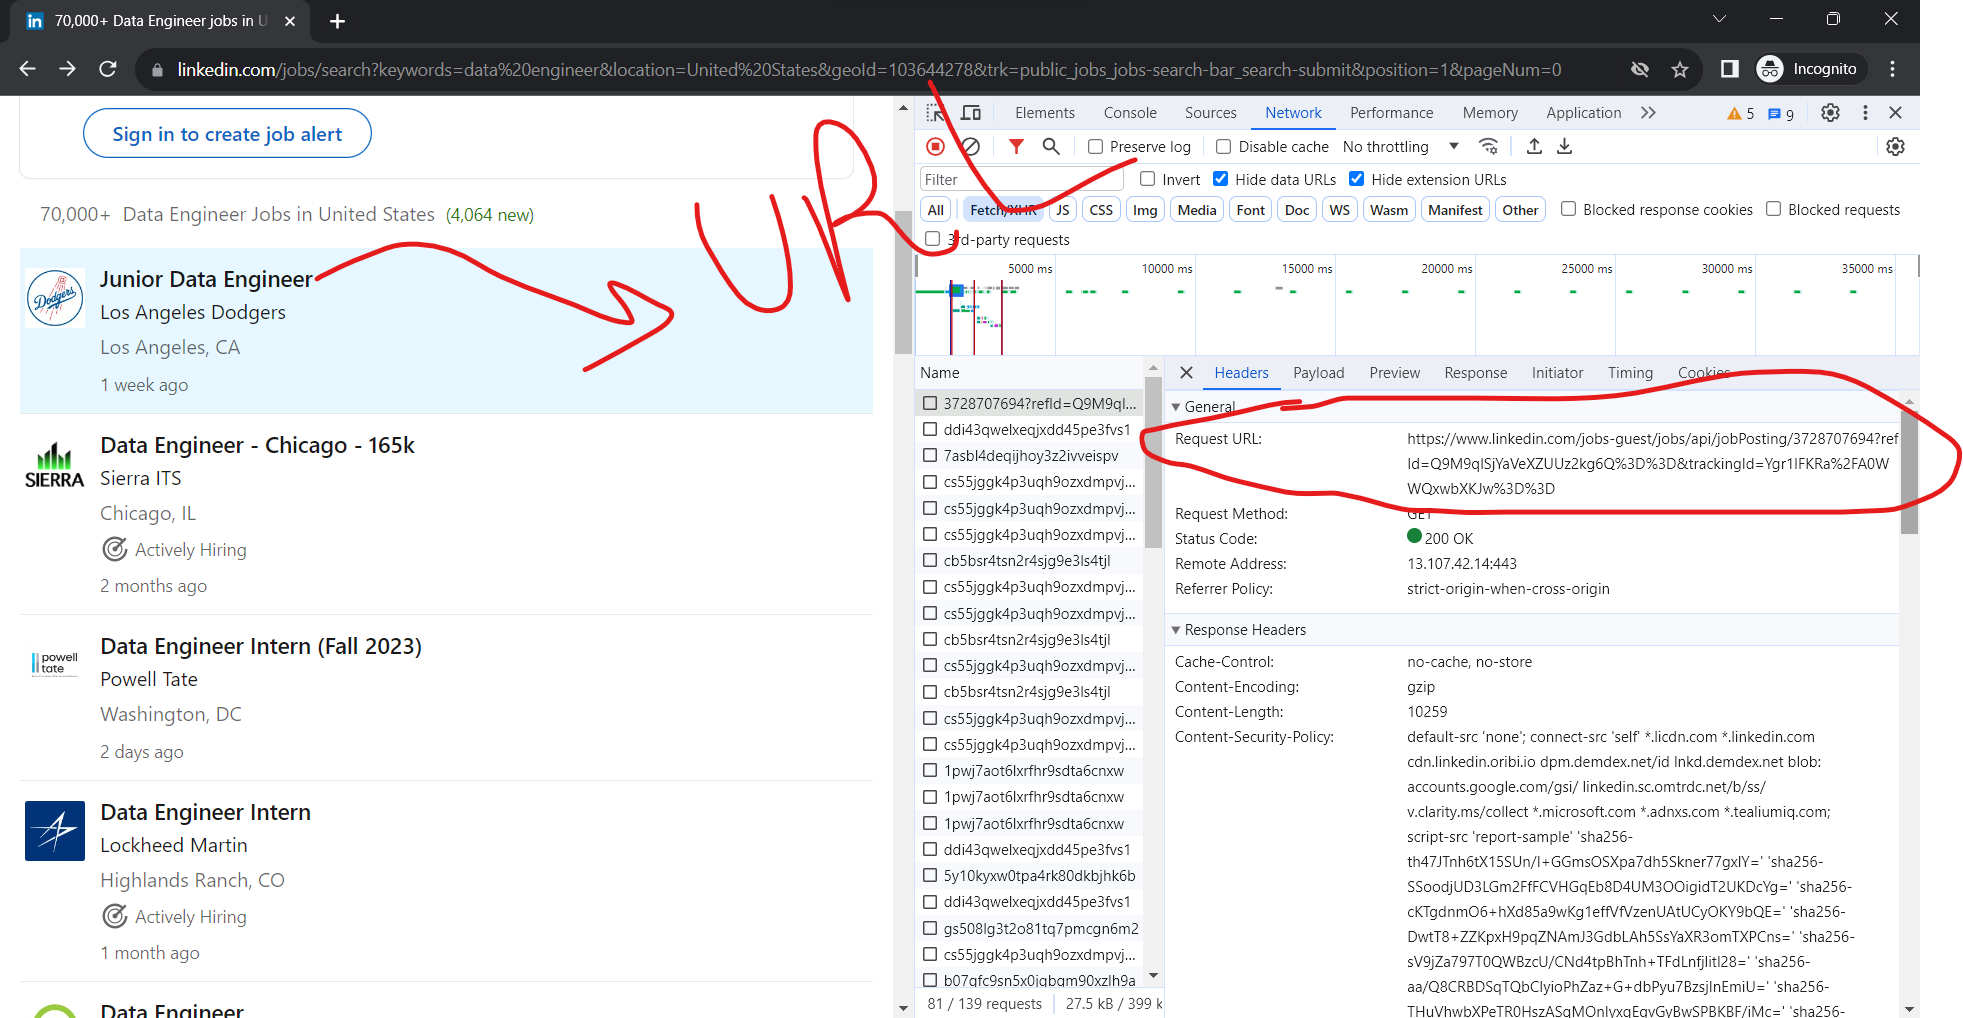 70,000+ Data Engineer jobs in U
linkedin.com/jobs/search?keywords=data%20engineer&location=United%20States&geoId=103644278&trk=public_jobs_jobs-search-bar_search-submit&position=1&pageNum=0
Incognito
Sign in to create job alert
70,000+ Data Engineer Jobs in United States (4,064 new)
Junior Data Engineer
Los Angeles Dodgers
Los Angeles, CA
1 week ago
Dodgers
Data Engineer - Chicago - 165k
Sierra ITS
Chicago, IL
Actively Hiring
2 months ago
SIERRA
Data Engineer Intern (Fall 2023)
Powell Tate
Washington, DC
2 days ago
powell
tate
Data Engineer Intern
Lockheed Martin
Highlands Ranch, CO
Actively Hiring
1 month ago
Data Engineer
Elements Console Sources Network Performance Memory Application 5 9
Preserve log Disable cache No throttling
Filter Invert Hide data URLs Hide extension URLs
All Fetch/XHR JS CSS Img Media Font Doc WS Wasm Manifest Other Blocked response cookies Blocked requests
3rd-party requests
5000 ms 10000 ms 15000 ms 20000 ms 25000 ms 30000 ms 35000 ms
Name
3728707694?refId=Q9M9qI...
ddi43qwelxeqjxdd45pe3fvs1
7asbl4deqijhoy3z2ivveispv
cs55jggk4p3uqh9ozxdmpvj...
cs55jggk4p3uqh9ozxdmpvj...
cs55jggk4p3uqh9ozxdmpvj...
cb5bsr4tsn2r4sjg9e3ls4tjl
cs55jggk4p3uqh9ozxdmpvj...
cs55jggk4p3uqh9ozxdmpvj...
cb5bsr4tsn2r4sjg9e3ls4tjl
cs55jggk4p3uqh9ozxdmpvj...
cb5bsr4tsn2r4sjg9e3ls4tjl
cs55jggk4p3uqh9ozxdmpvj...
cs55jggk4p3uqh9ozxdmpvj...
1pwj7aot6lxrfhr9sdta6cnxw
1pwj7aot6lxrfhr9sdta6cnxw
1pwj7aot6lxrfhr9sdta6cnxw
ddi43qwelxeqjxdd45pe3fvs1
5y10kyxw0tpa4rk80dkbjhk6b
ddi43qwelxeqjxdd45pe3fvs1
gs508lg3t2o81tq7pmcgn6m2
cs55jggk4p3uqh9ozxdmpvj...
b07qfc9sn5x0jgbgm90xzlh9a
81 / 139 requests 27.5 kB / 399 k
Headers Payload Preview Response Initiator Timing Cookies
General
Request URL: https://www.linkedin.com/jobs-guest/jobs/api/jobPosting/3728707694?ref
Id=Q9M9qISjYaVeXZUUz2kg6Q%3D%3D&trackingId=Ygr1IFKRa%2FA0W
WQxwbXKJw%3D%3D
Request Method: GET
Status Code: 200 OK
Remote Address: 13.107.42.14:443
Referrer Policy: strict-origin-when-cross-origin
Response Headers
Cache-Control: no-cache, no-store
Content-Encoding: gzip
Content-Length: 10259
Content-Security-Policy: default-src 'none'; connect-src 'self' *.licdn.com *.linkedin.com
cdn.linkedin.oribi.io dpm.demdex.net/id lnkd.demdex.net blob:
accounts.google.com/gsi/ linkedin.sc.omtrdc.net/b/ss/
v.clarity.ms/collect *.microsoft.com *.adnxs.com *.tealiumiq.com;
script-src 'report-sample' 'sha256-
th47JTnh6tX15SUn/I+GGmsOSXpa7dh5Skner77gxIY=' 'sha256-
SSoodjUD3LGm2FfFCVHGqEb8D4UM3OOigidT2UKDcYg=' 'sha256-
cKTgdnmO6+hXd85a9wKg1effVfVzenUAtUCyOKY9bQE=' 'sha256-
DwtT8+ZZKpxH9pqZNAmJ3GdbLAh5SsYaXR3omTXPCns=' 'sha256-
sV9jZa797T0QWBzcU/CNd4tpBhTnh+TFdLnfjIitI28=' 'sha256-
aa/Q8CRBDSqTQbClyioPhZaz+G+dbPyu7BzsjInEmiU=' 'sha256-
THuVhwbXPeTR0HszASqMOnIyxqEgvGyBwSPBKBF/iMc=' 'sha256-
URL